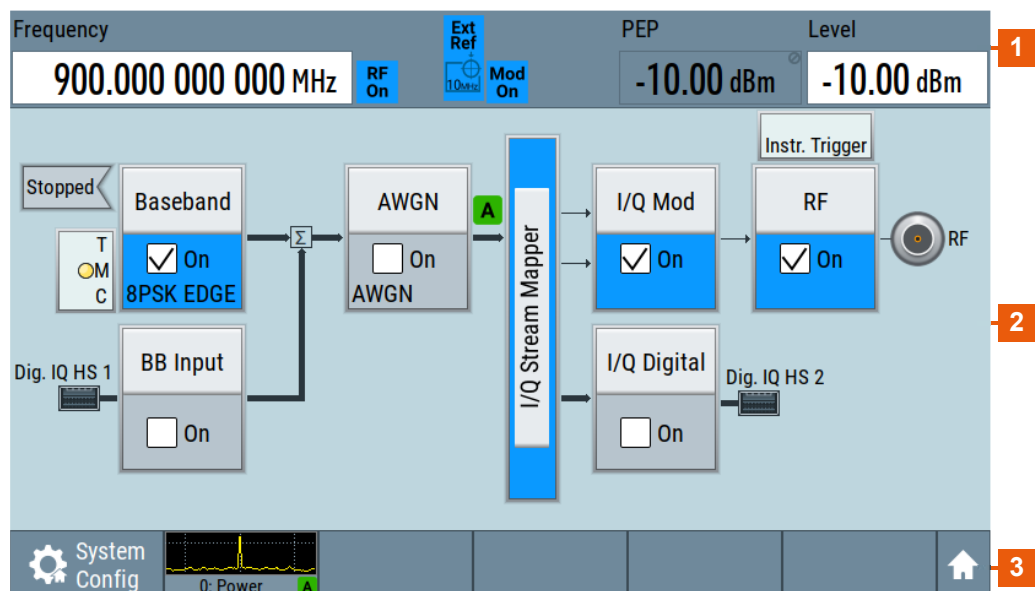 Frequency
Ext
Ref
PEP
Level
1
900.000 000 000 MHz
RF
On
10MHz
Mod
On
-10.00 dBm
-10.00 dBm
Instr. Trigger
Stopped
Baseband
AWGN
A
I/Q Mod
RF
T
M
C
On
8PSK EDGE
Σ
On
AWGN
I/Q Stream Mapper
On
On
RF
2
Dig. IQ HS 1
BB Input
On
I/Q Digital
On
Dig. IQ HS 2
System
Config
0: Power
A
3